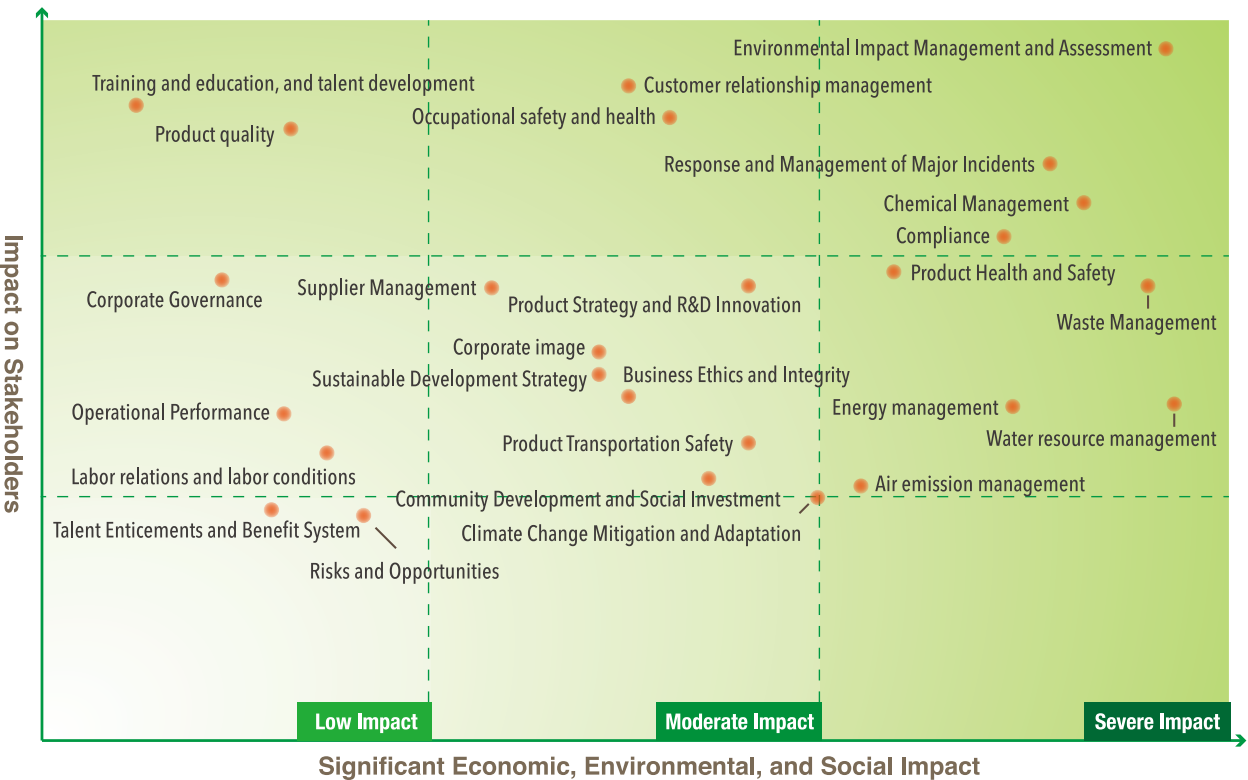 Environmental Impact Management and Assessment
Training and education, and talent development
Customer relationship management
Occupational safety and health
Product quality
Response and Management of Major Incidents
Chemical Management
Compliance
Product Health and Safety
Corporate Governance
Supplier Management
Product Strategy and R&D Innovation
Waste Management
Corporate image
Sustainable Development Strategy
Business Ethics and Integrity
Operational Performance
Energy management
Water resource management
Product Transportation Safety
Labor relations and labor conditions
Air emission management
Community Development and Social Investment
Talent Enticements and Benefit System
Climate Change Mitigation and Adaptation
Risks and Opportunities
Impact on Stakeholders
Low Impact
Moderate Impact
Severe Impact
Significant Economic, Environmental, and Social Impact